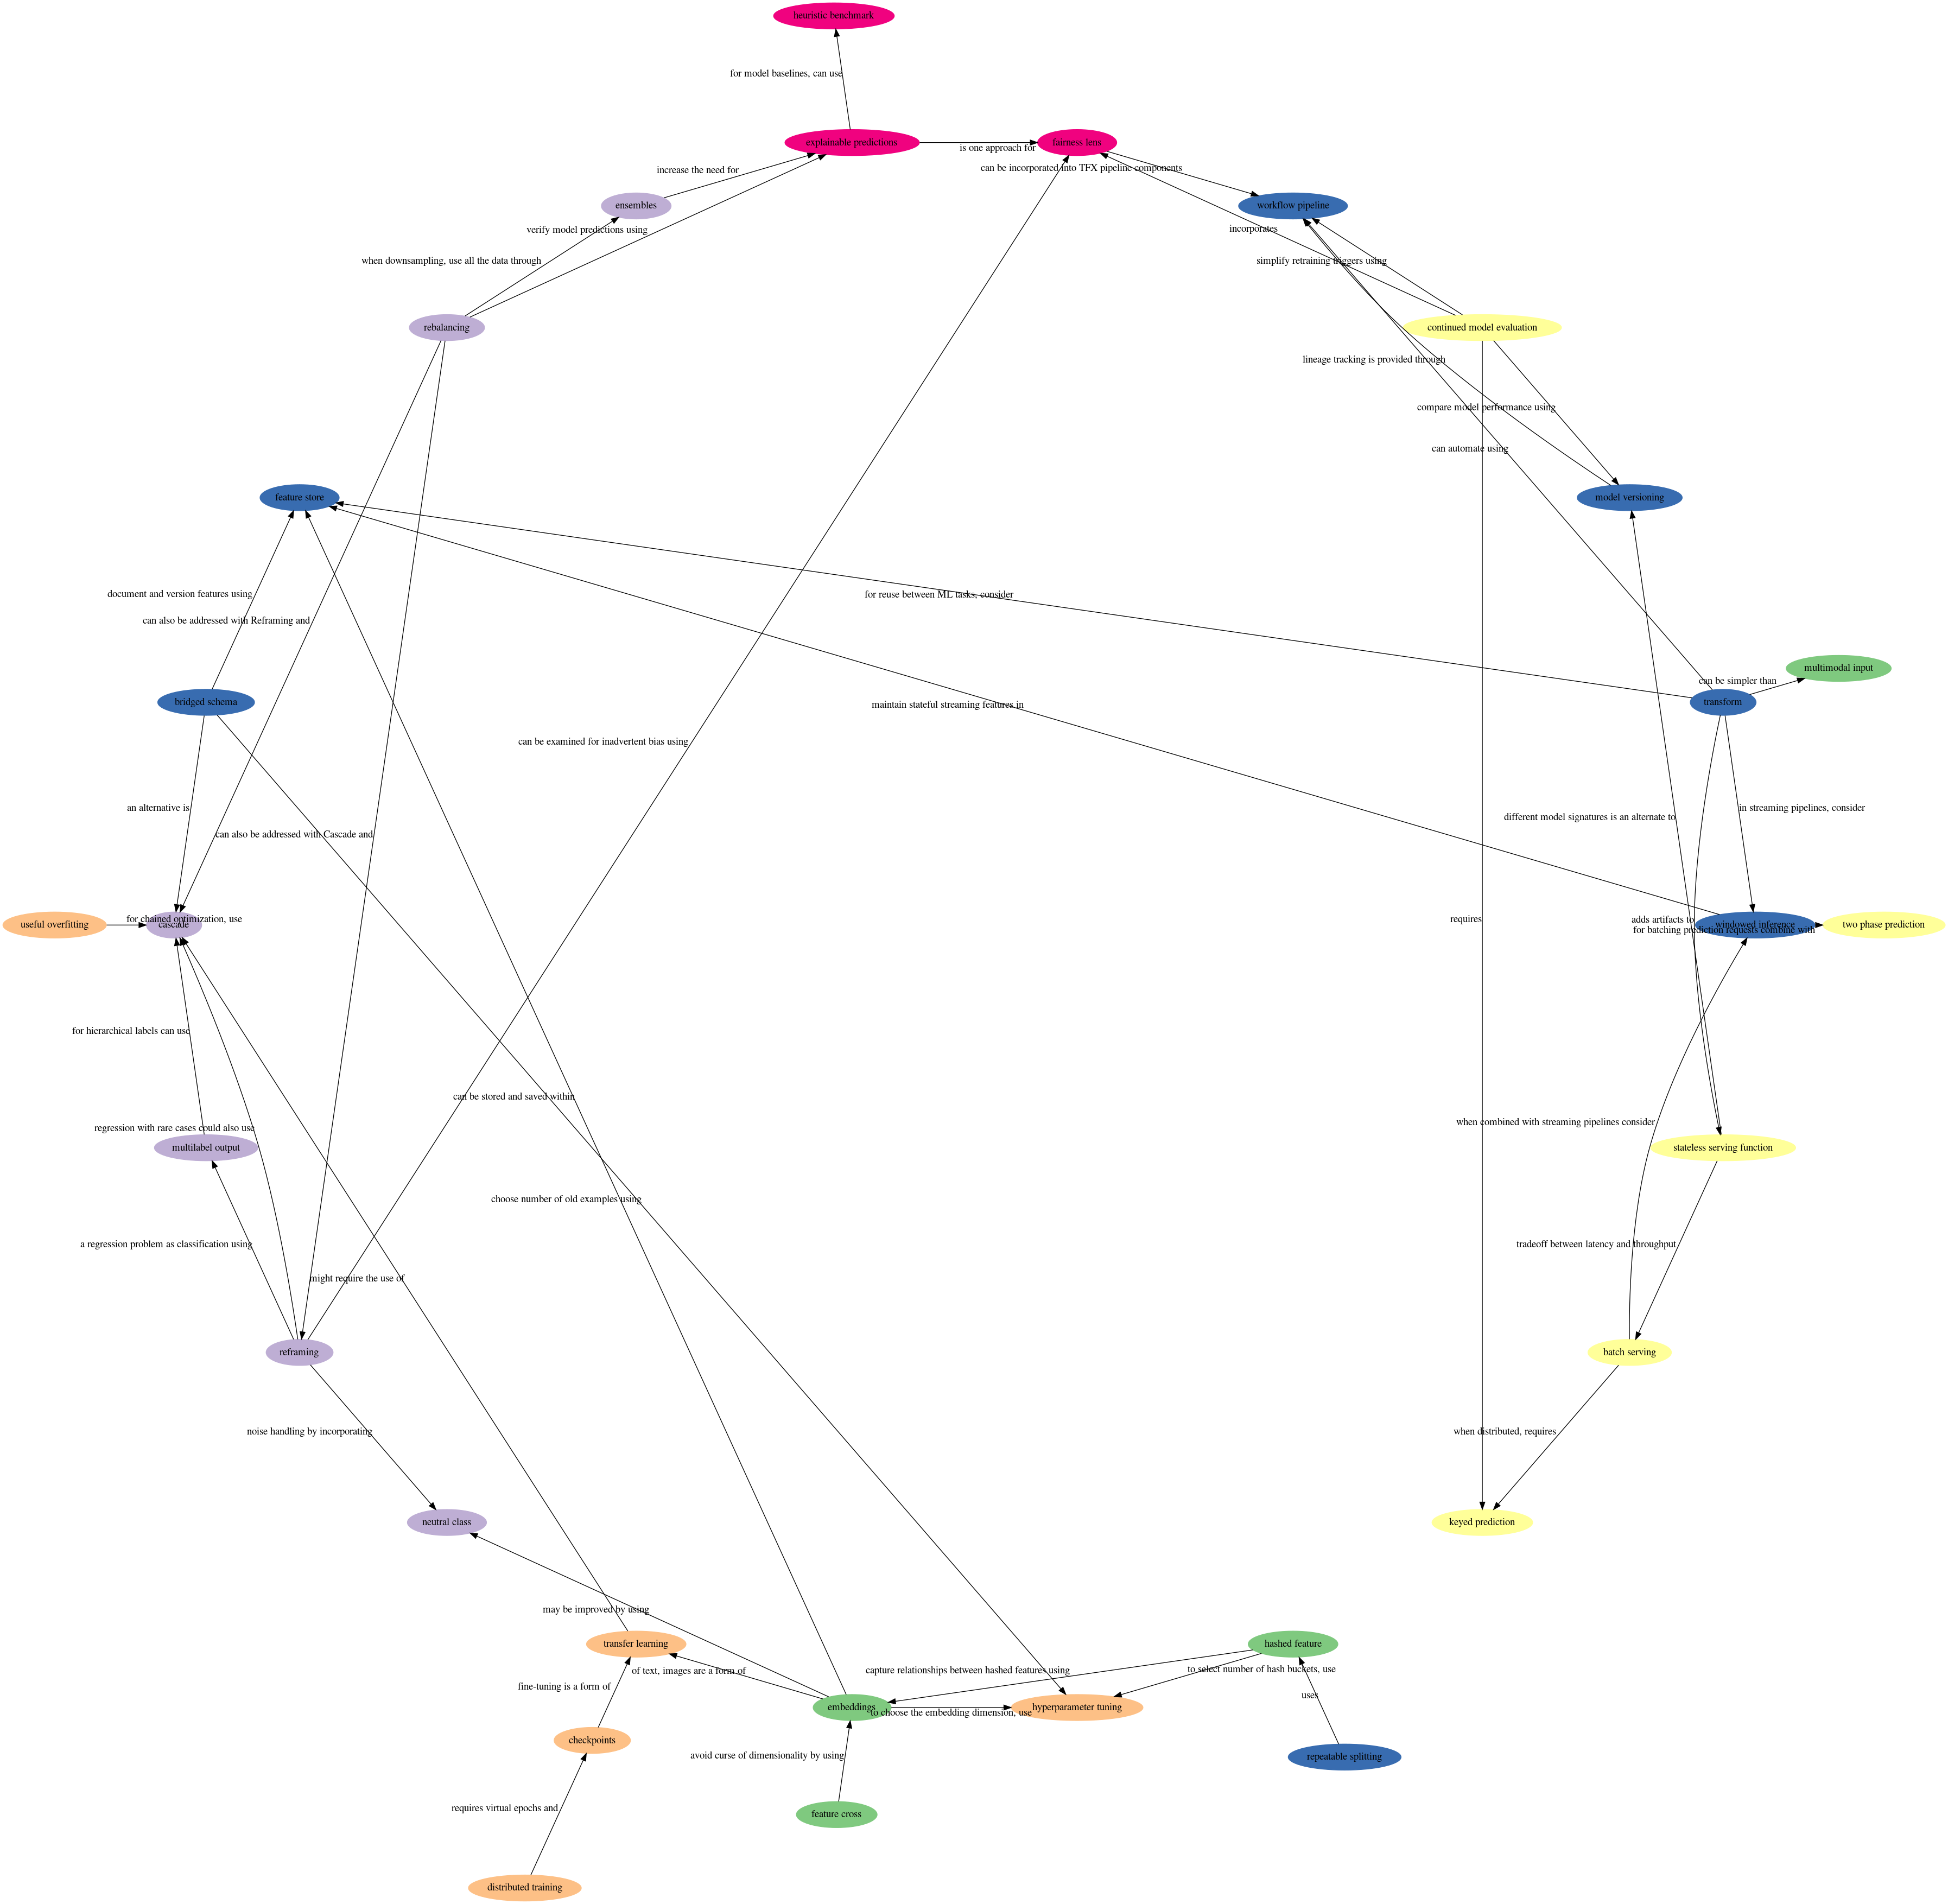 heuristic benchmark
for model baselines, can use
explainable predictions
fairness lens
is one approach for
increase the need for
can be incorporated into TFX pipeline components
ensembles
workflow pipeline
verify model predictions using
incorporates
when downsampling, use all the data through
simplify retraining triggers using
rebalancing
continued model evaluation
lineage tracking is provided through
compare model performance using
can automate using
feature store
model versioning
document and version features using
for reuse between ML tasks, consider
can also be addressed with Reframing and
multimodal input
can be simpler than
bridged schema
maintain stateful streaming features in
transform
can be examined for inadvertent bias using
an alternative is
in streaming pipelines, consider
different model signatures is an alternate to
can also be addressed with Cascade and
for chained optimization, use
requires
adds artifacts to
useful overfitting
cascade
windowed inference
two phase prediction
for batching prediction requests combine with
for hierarchical labels can use
can be stored and saved within
when combined with streaming pipelines consider
regression with rare cases could also use
multilabel output
stateless serving function
choose number of old examples using
a regression problem as classification using
tradeoff between latency and throughput
might require the use of
reframing
batch serving
noise handling by incorporating
when distributed, requires
neutral class
keyed prediction
may be improved by using
transfer learning
hashed feature
of text, images are a form of
capture relationships between hashed features using
to select number of hash buckets, use
fine-tuning is a form of
uses
embeddings
hyperparameter tuning
to choose the embedding dimension, use
checkpoints
avoid curse of dimensionality by using
repeatable splitting
requires virtual epochs and
feature cross
distributed training